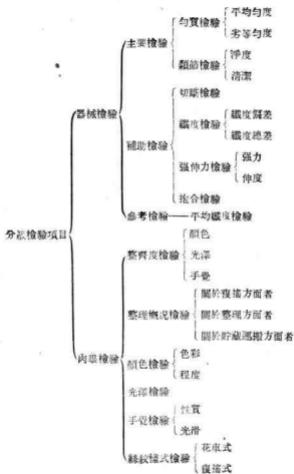 分級檢驗項目
器械檢驗
主要檢驗
勻質檢驗
平均勻度
劣等勻度
纇節檢驗
淨度
清潔
補助檢驗
切斷檢驗
纖度檢驗
纖度偏差
纖度總差
强伸力檢驗
强力
伸度
抱合檢驗
參考檢驗
平均纖度檢驗
肉眼檢驗
整齊度檢驗
顏色
光澤
手覺
整理概況檢驗
關於復搖方面者
關於整理方面者
關於貯藏運搬方面者
顏色檢驗
色彩
程度
光澤檢驗
手覺檢驗
性質
光滑
絲紋樣式檢驗
花車式
復搖式